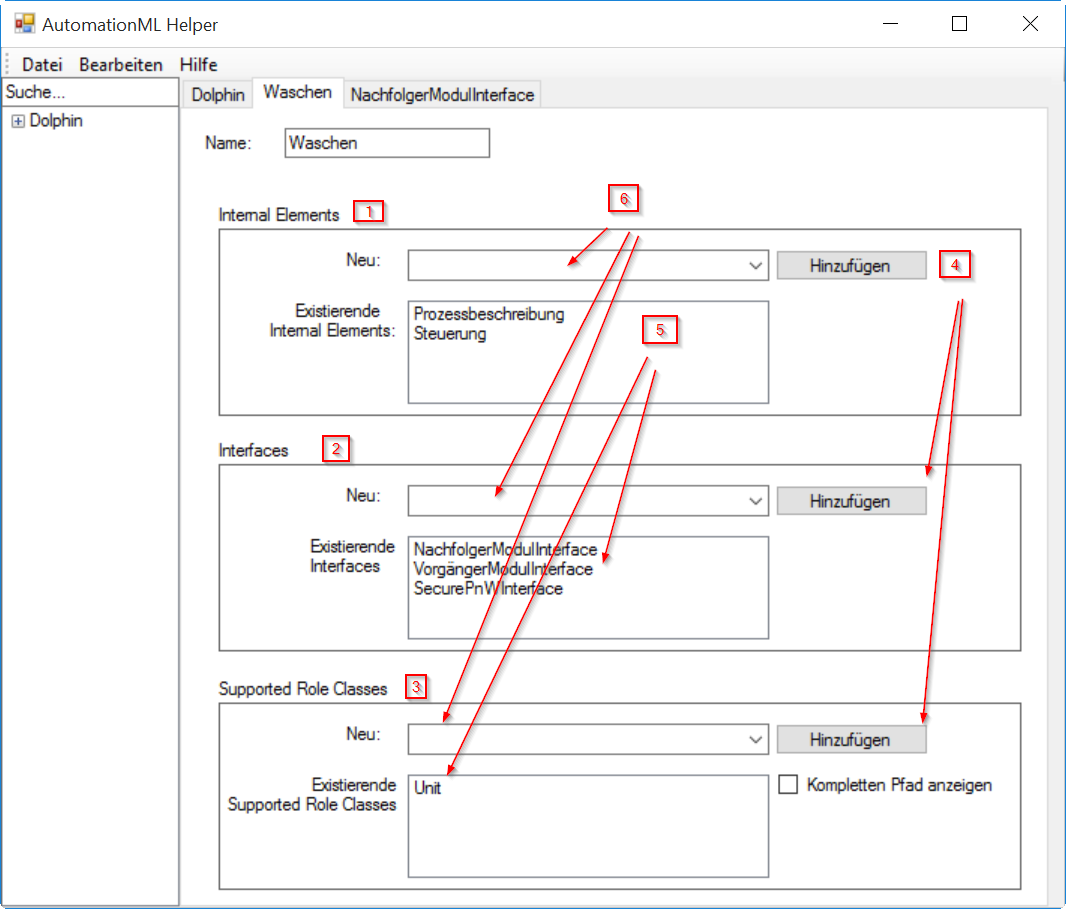 AutomationML Helper
Datei Bearbeiten Hilfe
Suche...
Dolphin Waschen NachfolgerModulInterface
Dolphin
Name: Waschen
6
Internal Elements 1
Neu: Hinzufügen 4
Existierende
Internal Elements:
Prozessbeschreibung
Steuerung
5
Interfaces 2
Neu: Hinzufügen
Existierende
Interfaces
NachfolgerModulInterface
VorgängerModulInterface
SecurePnWInterface
Supported Role Classes 3
Neu: Hinzufügen
Existierende
Supported Role Classes
Unit
Kompletten Pfad anzeigen